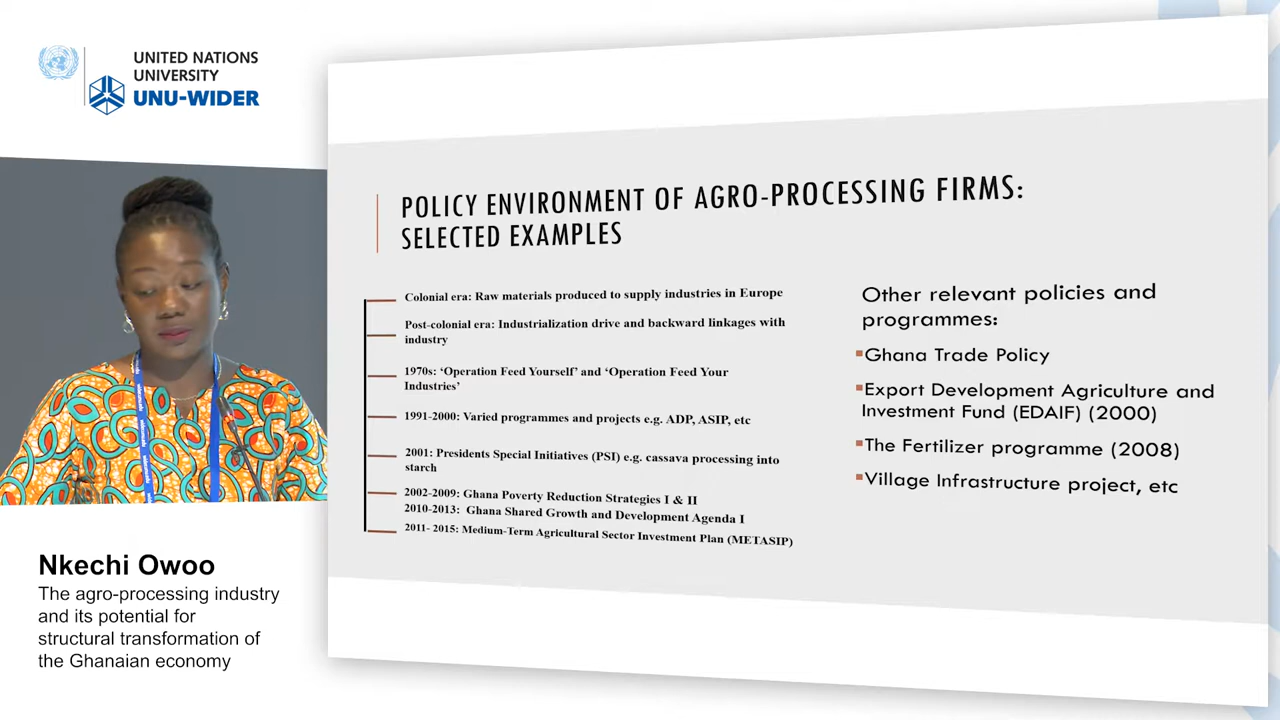 UNITED NATIONS
UNIVERSITY
UNU-WIDER
POLICY ENVIRONMENT OF AGRO-PROCESSING FIRMS:
SELECTED EXAMPLES
Colonial era: Raw materials produced to supply industries in Europe
Post-colonial era: Industrialization drive and backward linkages with
industry
1970s: ‘Operation Feed Yourself’ and ‘Operation Feed Your
Industries’
1991-2000: Varied programmes and projects e.g. ADP, ASIP, etc
2001: Presidents Special Initiatives (PSI) e.g. cassava processing into
starch
2002-2009: Ghana Poverty Reduction Strategies I & II
2010-2013: Ghana Shared Growth and Development Agenda I
2011- 2015: Medium-Term Agricultural Sector Investment Plan (METASIP)
Other relevant policies and
programmes:
Ghana Trade Policy
Export Development Agriculture and
Investment Fund (EDAIF) (2000)
The Fertilizer programme (2008)
Village Infrastructure project, etc
Nkechi Owoo
The agro-processing industry
and its potential for
structural transformation of
the Ghanaian economy